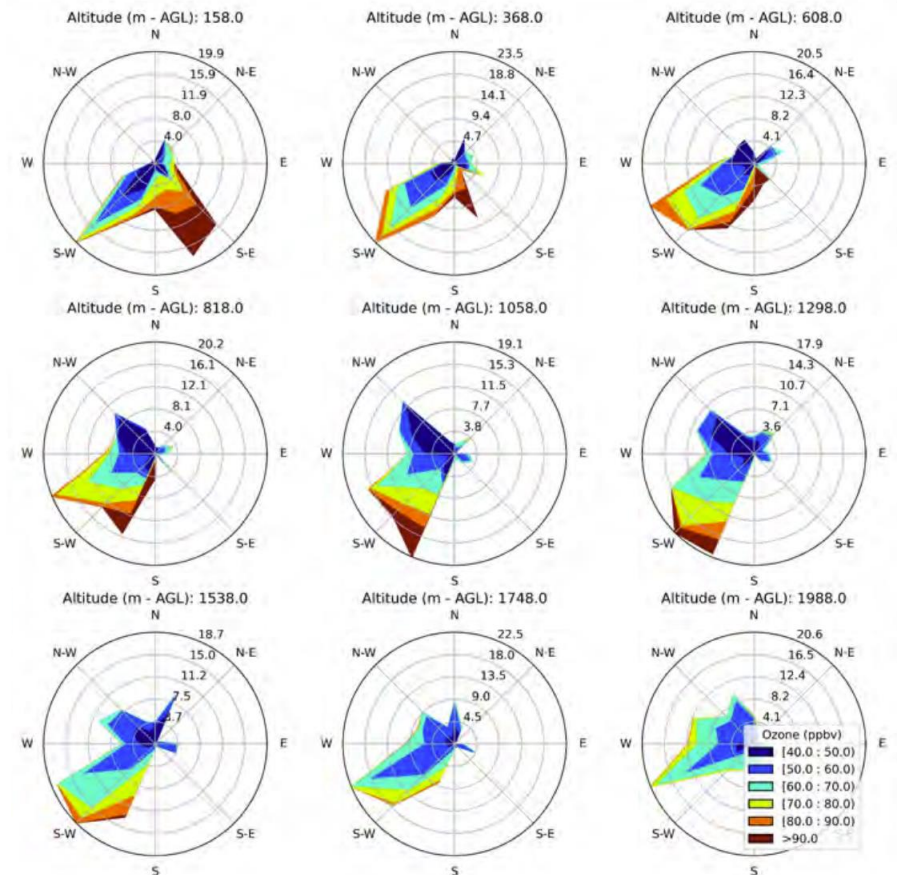 Altitude (m - AGL): 158.0
N
19.9
15.9
11.9
8.0
4.0
N-W
N-E
W
E
S-W
S-E
S
Altitude (m - AGL): 368.0
N
23.5
18.8
14.1
9.4
4.7
N-W
N-E
W
E
S-W
S-E
S
Altitude (m - AGL): 608.0
N
20.5
16.4
12.3
8.2
4.1
N-W
N-E
W
E
S-W
S-E
S
Altitude (m - AGL): 818.0
N
20.2
16.1
12.1
8.1
4.0
N-W
N-E
W
E
S-W
S-E
S
Altitude (m - AGL): 1058.0
N
19.1
15.3
11.5
7.7
3.8
N-W
N-E
W
E
S-W
S-E
S
Altitude (m - AGL): 1298.0
N
17.9
14.3
10.7
7.1
3.6
N-W
N-E
W
E
S-W
S-E
S
Altitude (m - AGL): 1538.0
N
18.7
15.0
11.2
7.5
3.7
N-W
N-E
W
E
S-W
S-E
S
Altitude (m - AGL): 1748.0
N
22.5
18.0
13.5
9.0
4.5
N-W
N-E
W
E
S-W
S-E
S
Altitude (m - AGL): 1988.0
N
20.6
16.5
12.4
8.2
4.1
N-W
N-E
W
E
S-W
S
Ozone (ppbv)
[40.0 : 50.0)
[50.0 : 60.0)
[60.0 : 70.0)
[70.0 : 80.0)
[80.0 : 90.0)
>90.0